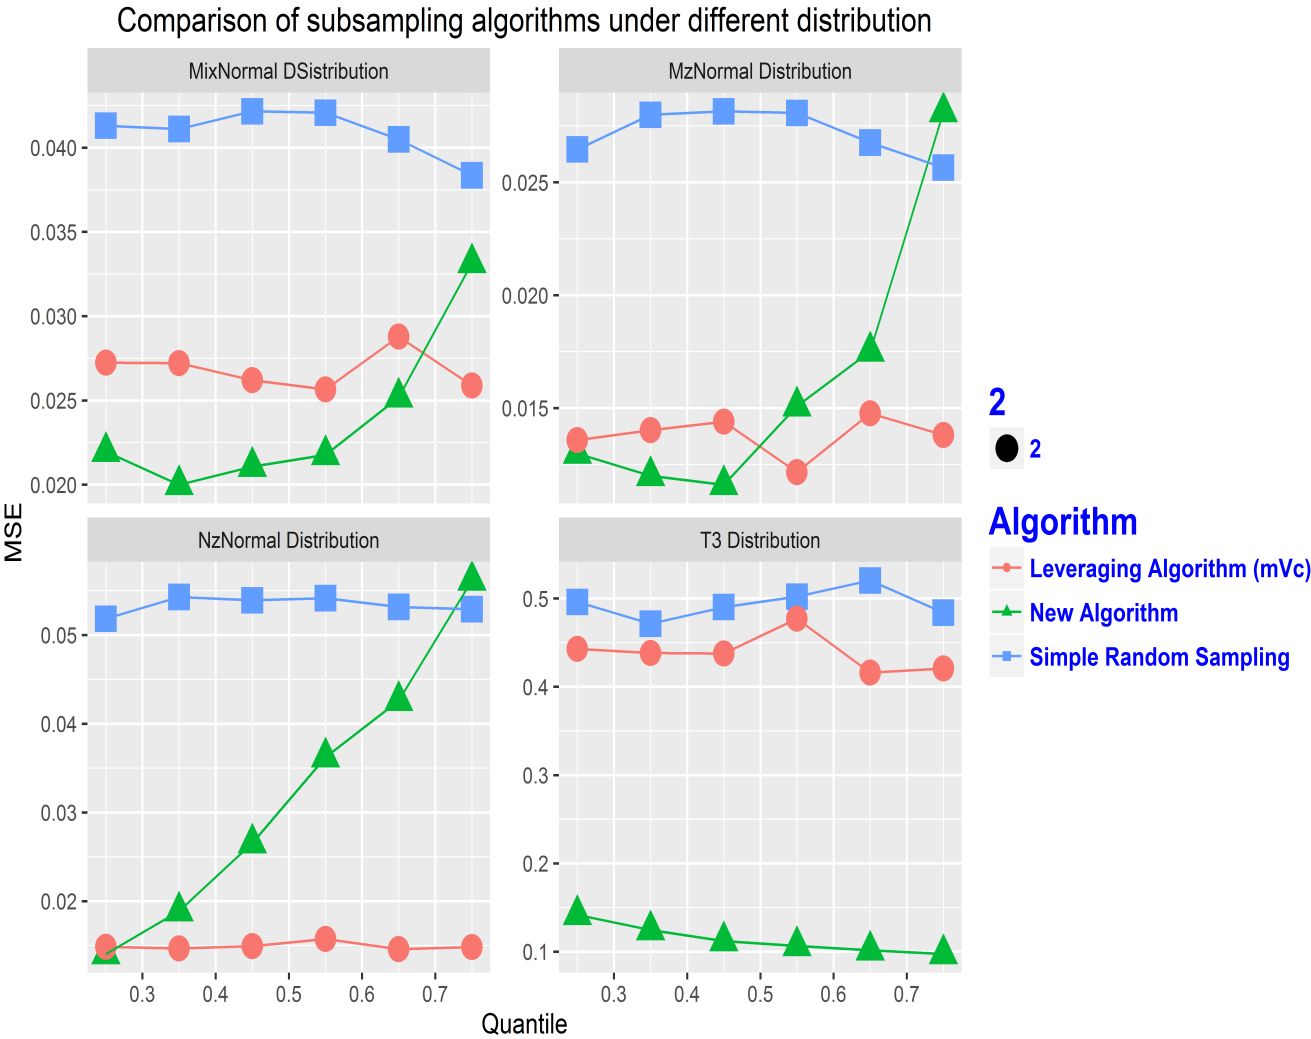 Comparison of subsampling algorithms under different distribution
MixNormal DSistribution
MzNormal Distribution
0.040
0.035
0.030
0.025
0.020
0.025
0.020
0.015
NzNormal Distribution
T3 Distribution
0.05
0.04
0.03
0.02
0.5
0.4
0.3
0.2
0.1
0.3 0.4 0.5 0.6 0.7
0.3 0.4 0.5 0.6 0.7
MSE
Quantile
2
2
Algorithm
Leveraging Algorithm (mVc)
New Algorithm
Simple Random Sampling